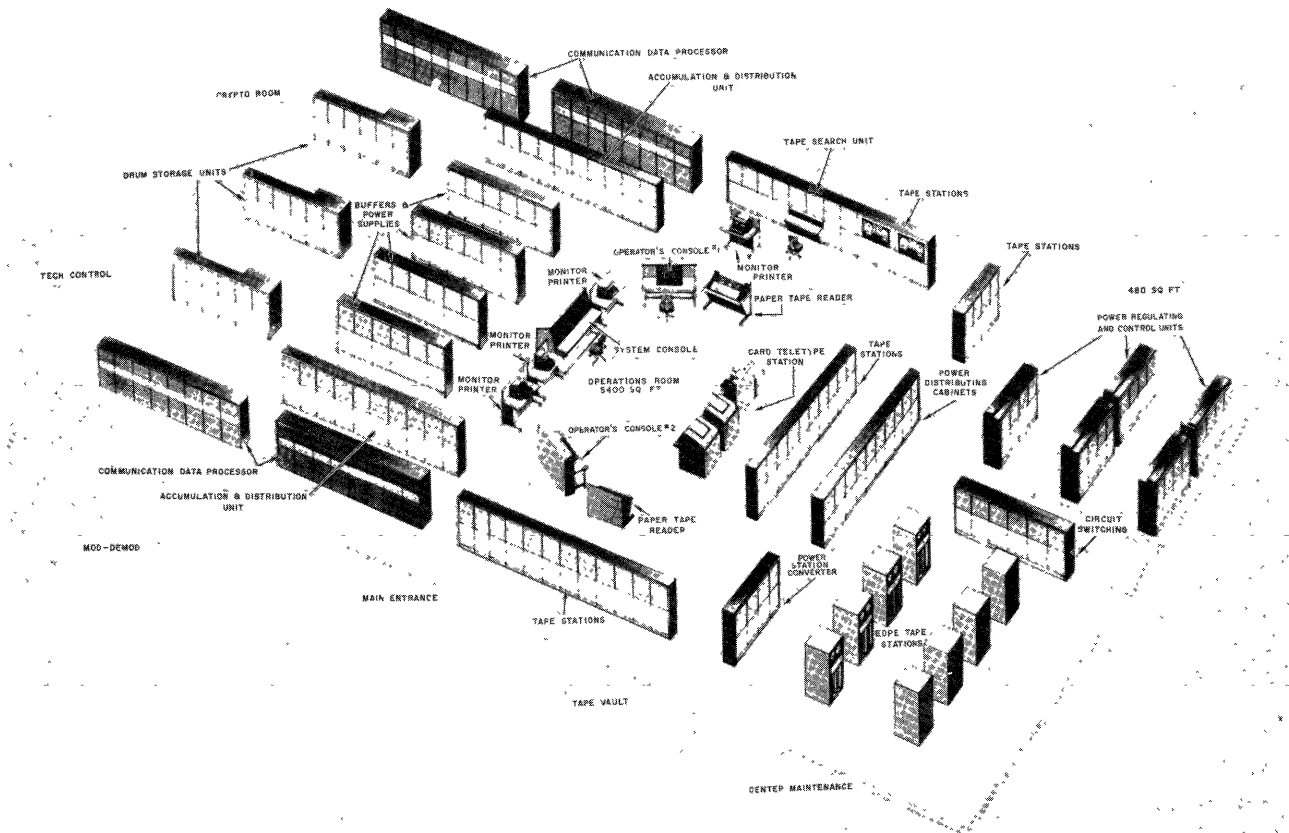 COMMUNICATION DATA PROCESSOR
ACCUMULATION & DISTRIBUTION
UNIT
CRYPTO ROOM
TAPE SEARCH UNIT
DRUM STORAGE UNITS
TAPE STATIONS
BUFFERS &
POWER
SUPPLIES
OPERATOR'S CONSOLE #1
TAPE STATIONS
TECH CONTROL
MONITOR
PRINTER
MONITOR
PRINTER
480 SQ FT
PAPER TAPE READER
POWER REGULATING
AND CONTROL UNITS
MONITOR
PRINTER
SYSTEM CONSOLE
CARD TELETYPE
STATION
TAPE
STATIONS
MONITOR
PRINTER
OPERATIONS ROOM
5400 SQ FT
POWER
DISTRIBUTING
CABINETS
OPERATOR'S CONSOLE #2
COMMUNICATION DATA PROCESSOR
ACCUMULATION & DISTRIBUTION
UNIT
PAPER TAPE
READER
CIRCUIT
SWITCHING
MOD-DEMOD
POWER
STATION
CONVERTER
MAIN ENTRANCE
TAPE STATIONS
EDPE TAPE
STATIONS
TAPE VAULT
CENTER MAINTENANCE